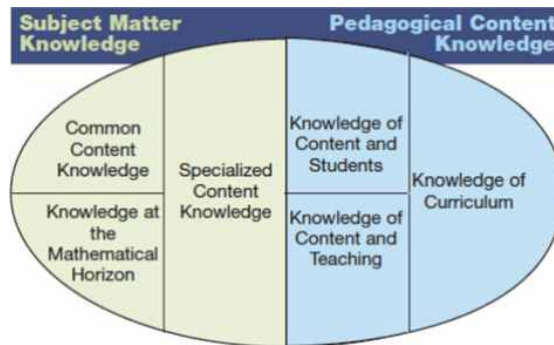 Subject Matter
Knowledge
Pedagogical Content
Knowledge
Common
Content
Knowledge
Knowledge at
the
Mathematical
Horizon
Specialized
Content
Knowledge
Knowledge of
Content and
Students
Knowledge of
Content and
Teaching
Knowledge of
Curriculum